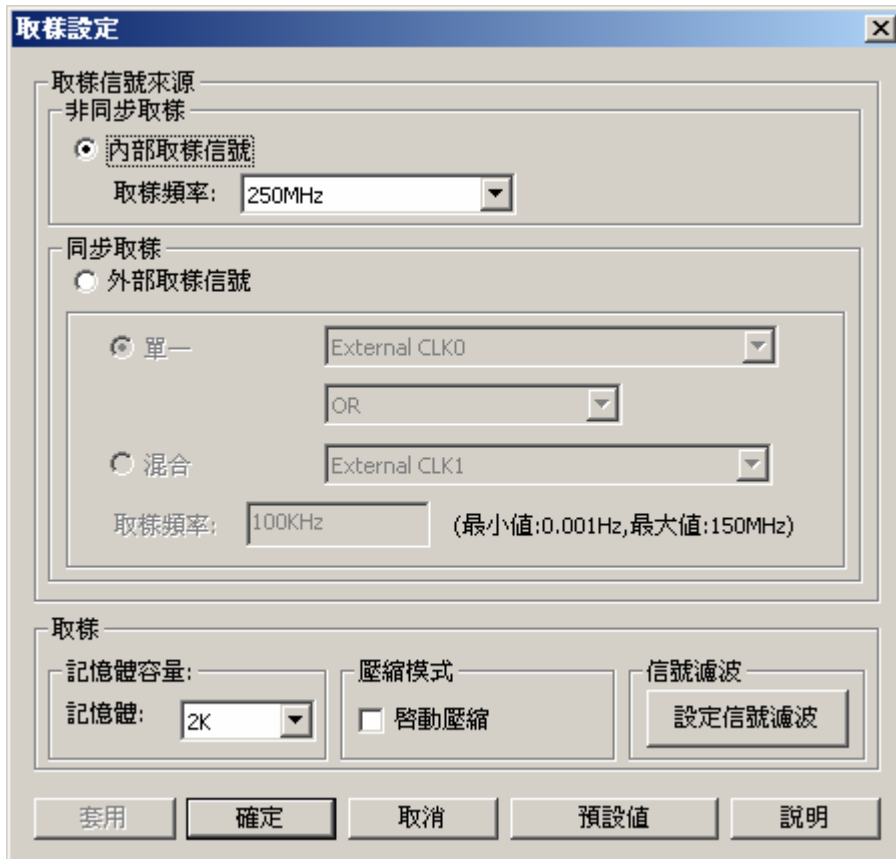 取樣設定
取樣信號來源
非同步取樣
內部取樣信號
取樣頻率: 250MHz
同步取樣
外部取樣信號
單一 External CLK0
OR
混合 External CLK1
取樣頻率: 100KHz (最小值:0.001Hz,最大值:150MHz)
取樣
記憶體容量: 壓縮模式 信號濾波
記憶體: 2K 啓動壓縮 設定信號濾波
套用 確定 取消 預設值 說明